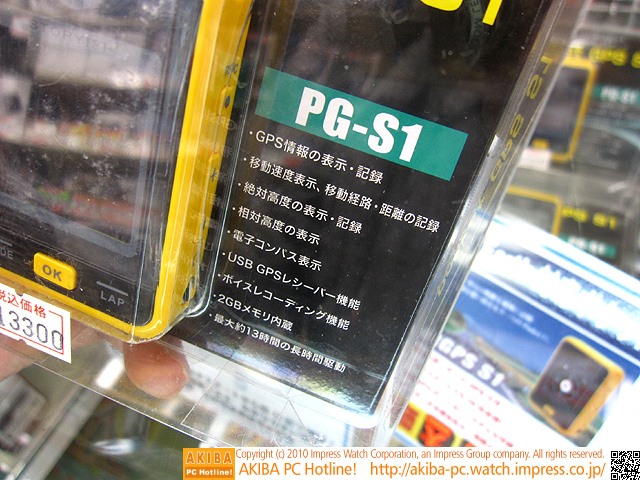 S1
PG-S1
・GPS情報の表示・記録
・移動速度表示、移動経路・距離の記録
・絶対高度の表示・記録
・相対高度の表示
・電子コンパス表示
・USB GPSレシーバー機能
・ボイスレコーディング機能
・2GBメモリ内蔵
・最大約13時間の長時間駆動
OK
LAP
税込価格
13300
GPS S1
AKIBA
PC Hotline!
Copyright (c) 2010 Impress Watch Corporation, an Impress Group company. All rights reserved.
AKIBA PC Hotline! http://akiba-pc.watch.impress.co.jp/